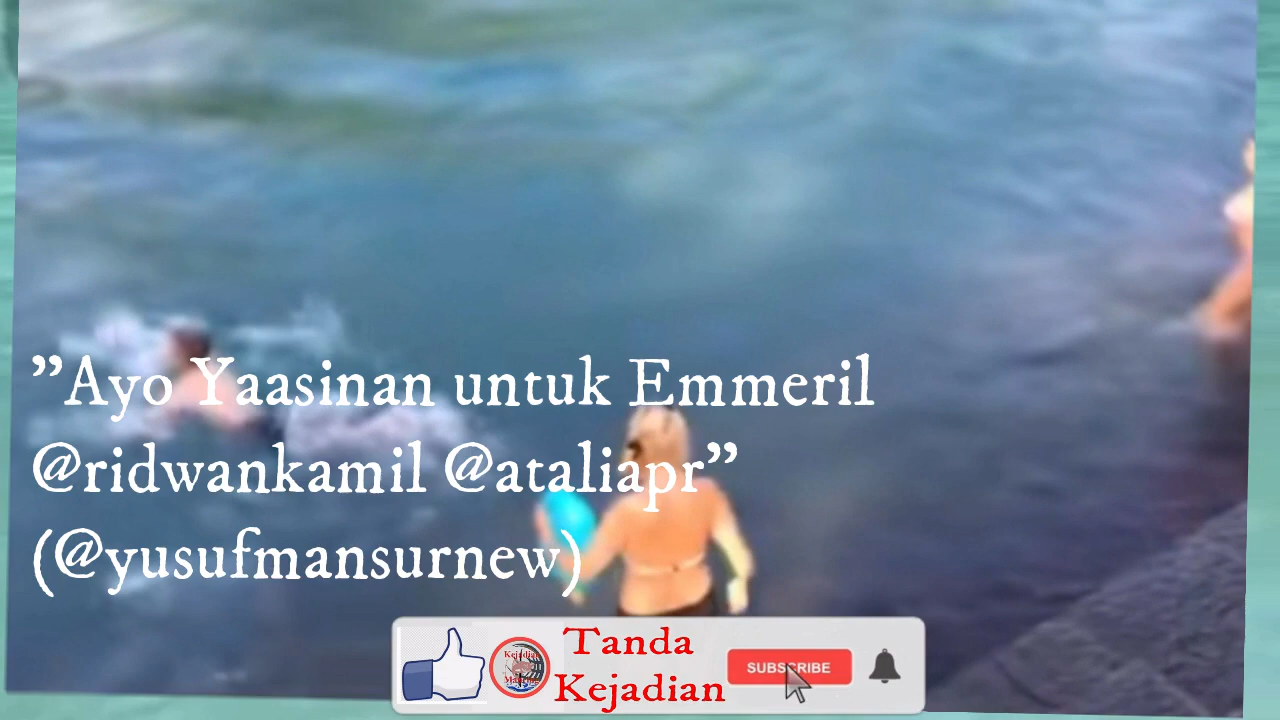 ”Ayo Yaasinan untuk Emmeril
@ridwankamil @ataliapr”
(@yusufmansurnew)
Tanda
Kejadian
SUBSCRIBE